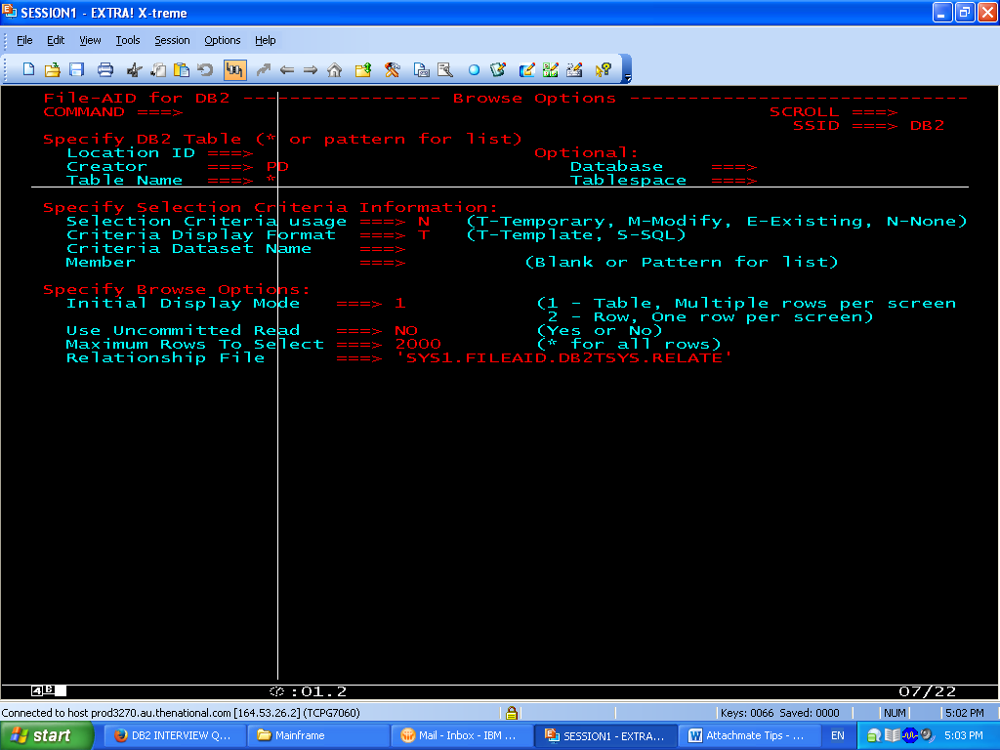 SESSION1 - EXTRA! X-treme
File Edit View Tools Session Options Help
File-AID for DB2 ----------------- Browse Options -----------------------------
COMMAND ===> SCROLL ===>
SSID ===> DB2
Specify DB2 Table (* or pattern for list)
Location ID ===> Optional:
Creator ===> PD Database ===>
Table Name ===> * Tablespace ===>
Specify Selection Criteria Information:
Selection Criteria usage ===> N (T-Temporary, M-Modify, E-Existing, N-None)
Criteria Display Format ===> T (T-Template, S-SQL)
Criteria Dataset Name ===>
Member ===> (Blank or Pattern for list)
Specify Browse Options:
Initial Display Mode ===> 1 (1 - Table, Multiple rows per screen
2 - Row, One row per screen)
Use Uncommitted Read ===> NO (Yes or No)
Maximum Rows To Select ===> 2000 (* for all rows)
Relationship File ===> 'SYS1.FILEAID.DB2TSYS.RELATE'
4B :01.2 07/22
Connected to host prod3270.au.thenational.com [164.53.26.2] (TCPG7060) Keys: 0066 Saved: 0000 NUM 5:02 PM
start DB2 INTERVIEW Q... Mainframe Mail - Inbox - IBM ... SESSION1 - EXTRA... Attachmate Tips - ... EN 5:03 PM